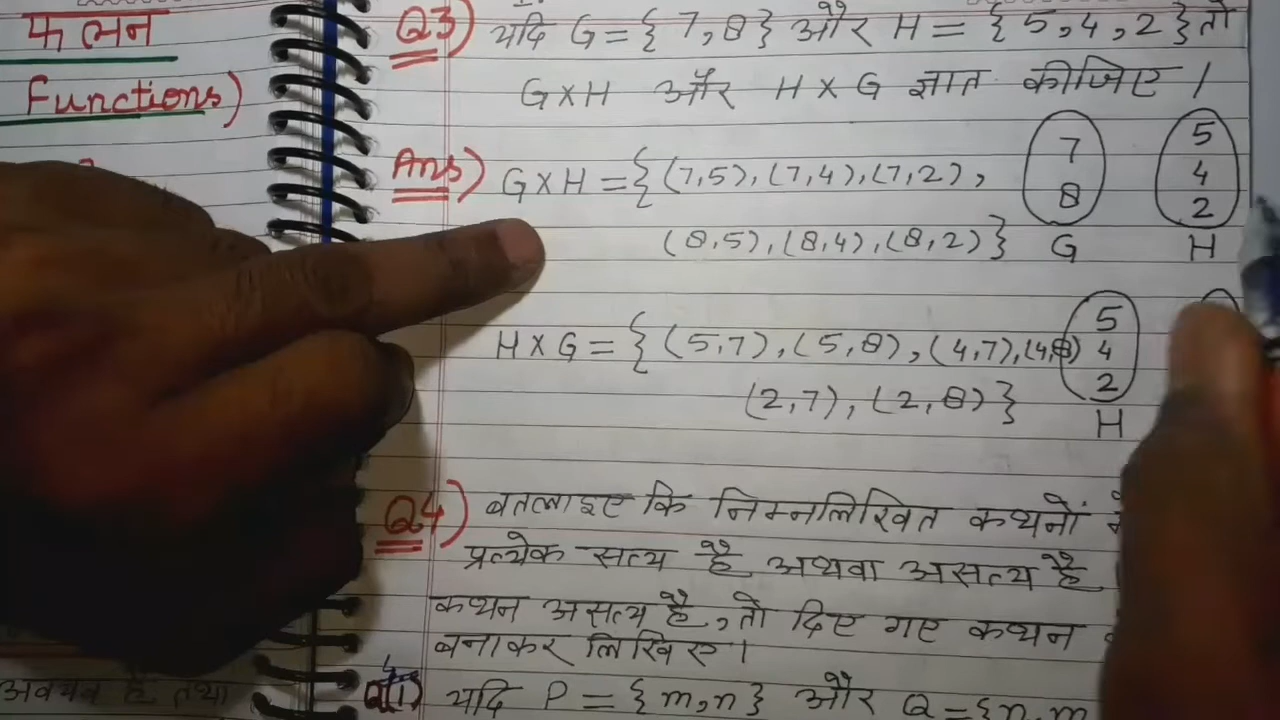 फलन
Functions)
Q3) यदि G = { 7, 8 } और H = { 5, 4, 2 } तो
G × H और H × G ज्ञात कीजिए ।
Ans) G × H = { (7,5), (7,4), (7,2),
(8,5), (8,4), (8,2) }
7
8
G
5
4
2
H
H × G = { (5,7), (5,8), (4,7), (4,8)
(2,7), (2,8) }
5
4
2
H
Q4) बतलाइए कि निम्नलिखित कथनों
प्रत्येक सत्य है अथवा असत्य है
कथन असत्य है, तो दिए गए कथन
बनाकर लिखिए ।
यदि P = { m, n } और Q = { n, m
अवयव है तथा